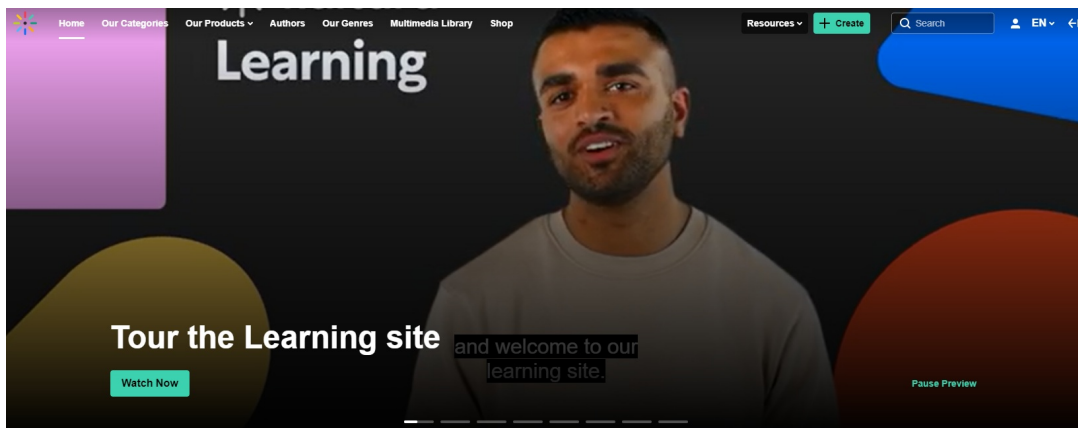 Home Our Categories Our Products Authors Our Genres Multimedia Library Shop Resources + Create Search EN
Learning
Tour the Learning site
and welcome to our
learning site.
Watch Now
Pause Preview